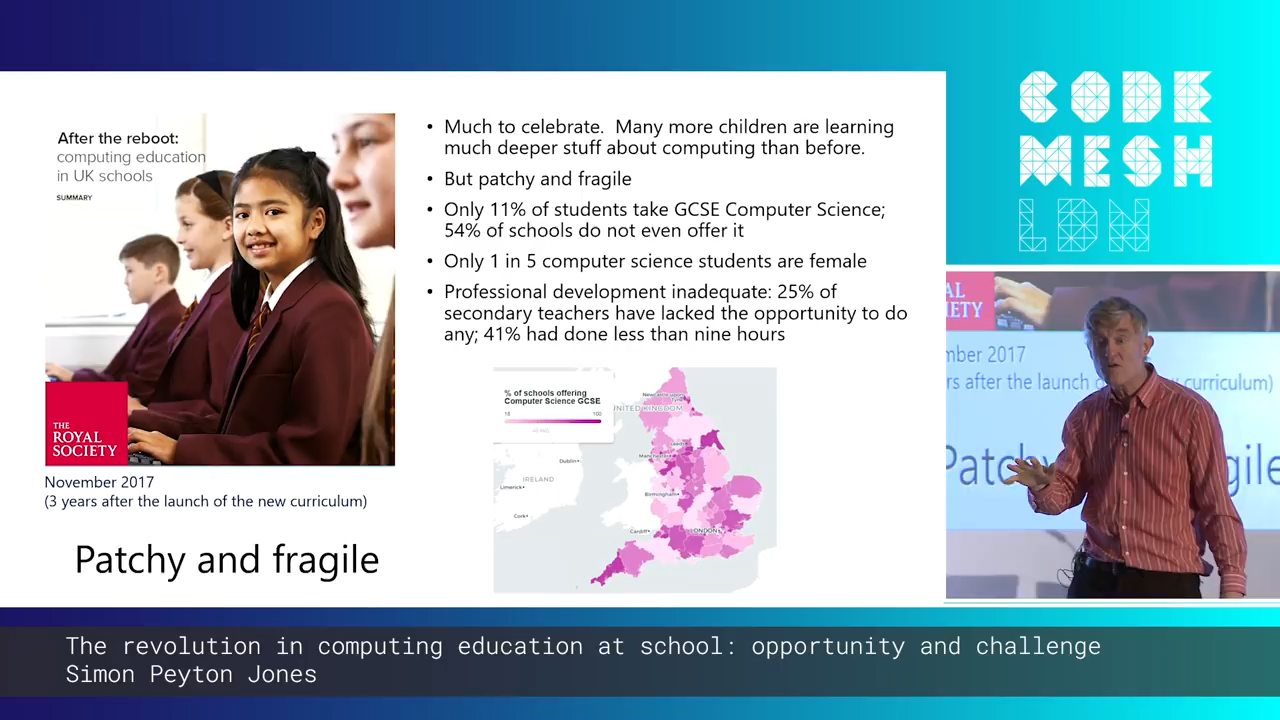 After the reboot:
computing education
in UK schools
SUMMARY
THE
ROYAL
SOCIETY
November 2017
(3 years after the launch of the new curriculum)
Patchy and fragile
• Much to celebrate. Many more children are learning
much deeper stuff about computing than before.
• But patchy and fragile
• Only 11% of students take GCSE Computer Science;
54% of schools do not even offer it
• Only 1 in 5 computer science students are female
• Professional development inadequate: 25% of
secondary teachers have lacked the opportunity to do
any; 41% had done less than nine hours
% of schools offering
Computer Science GCSE
100
UNITED KINGDOM
Leeds
Manchester
Dublin
IRELAND
Limerick
Birmingham
Cork
Cardiff
LONDON
CODE
MESH
LDN
AL
IETY
mber 2017
rs after the launch of new curriculum)
Patchy gile
The revolution in computing education at school: opportunity and challenge
Simon Peyton Jones